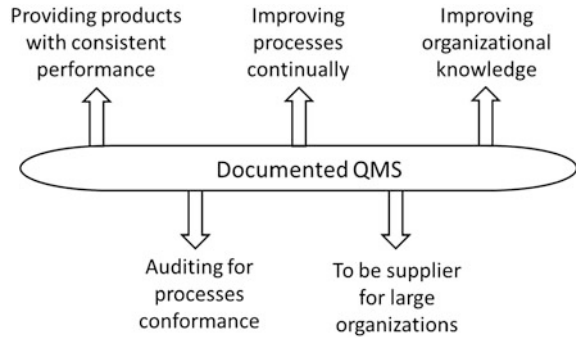 Providing products
with consistent
performance
Improving
processes
continually
Improving
organizational
knowledge
Documented QMS
Auditing for
processes
conformance
To be supplier
for large
organizations